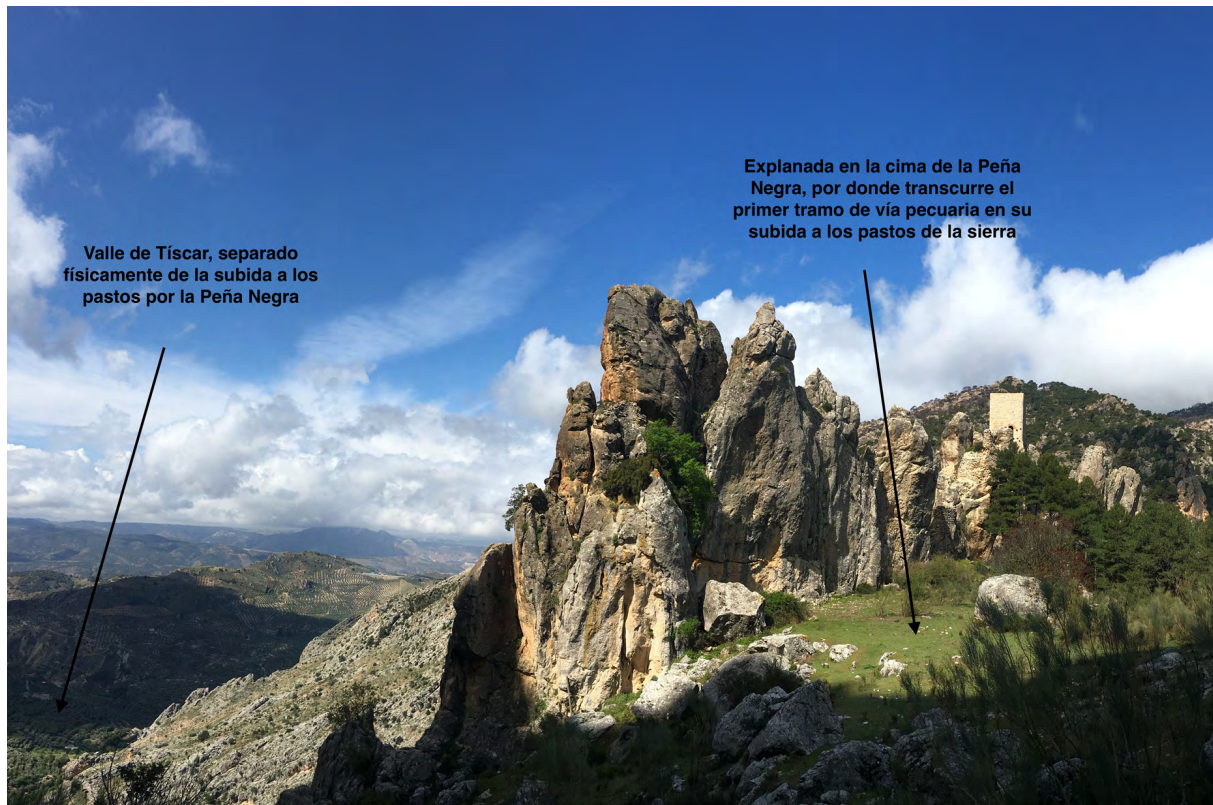 Valle de Tíscar, separado
físicamente de la subida a los
pastos por la Peña Negra
Explanada en la cima de la Peña
Negra, por donde transcurre el
primer tramo de vía pecuaria en su
subida a los pastos de la sierra